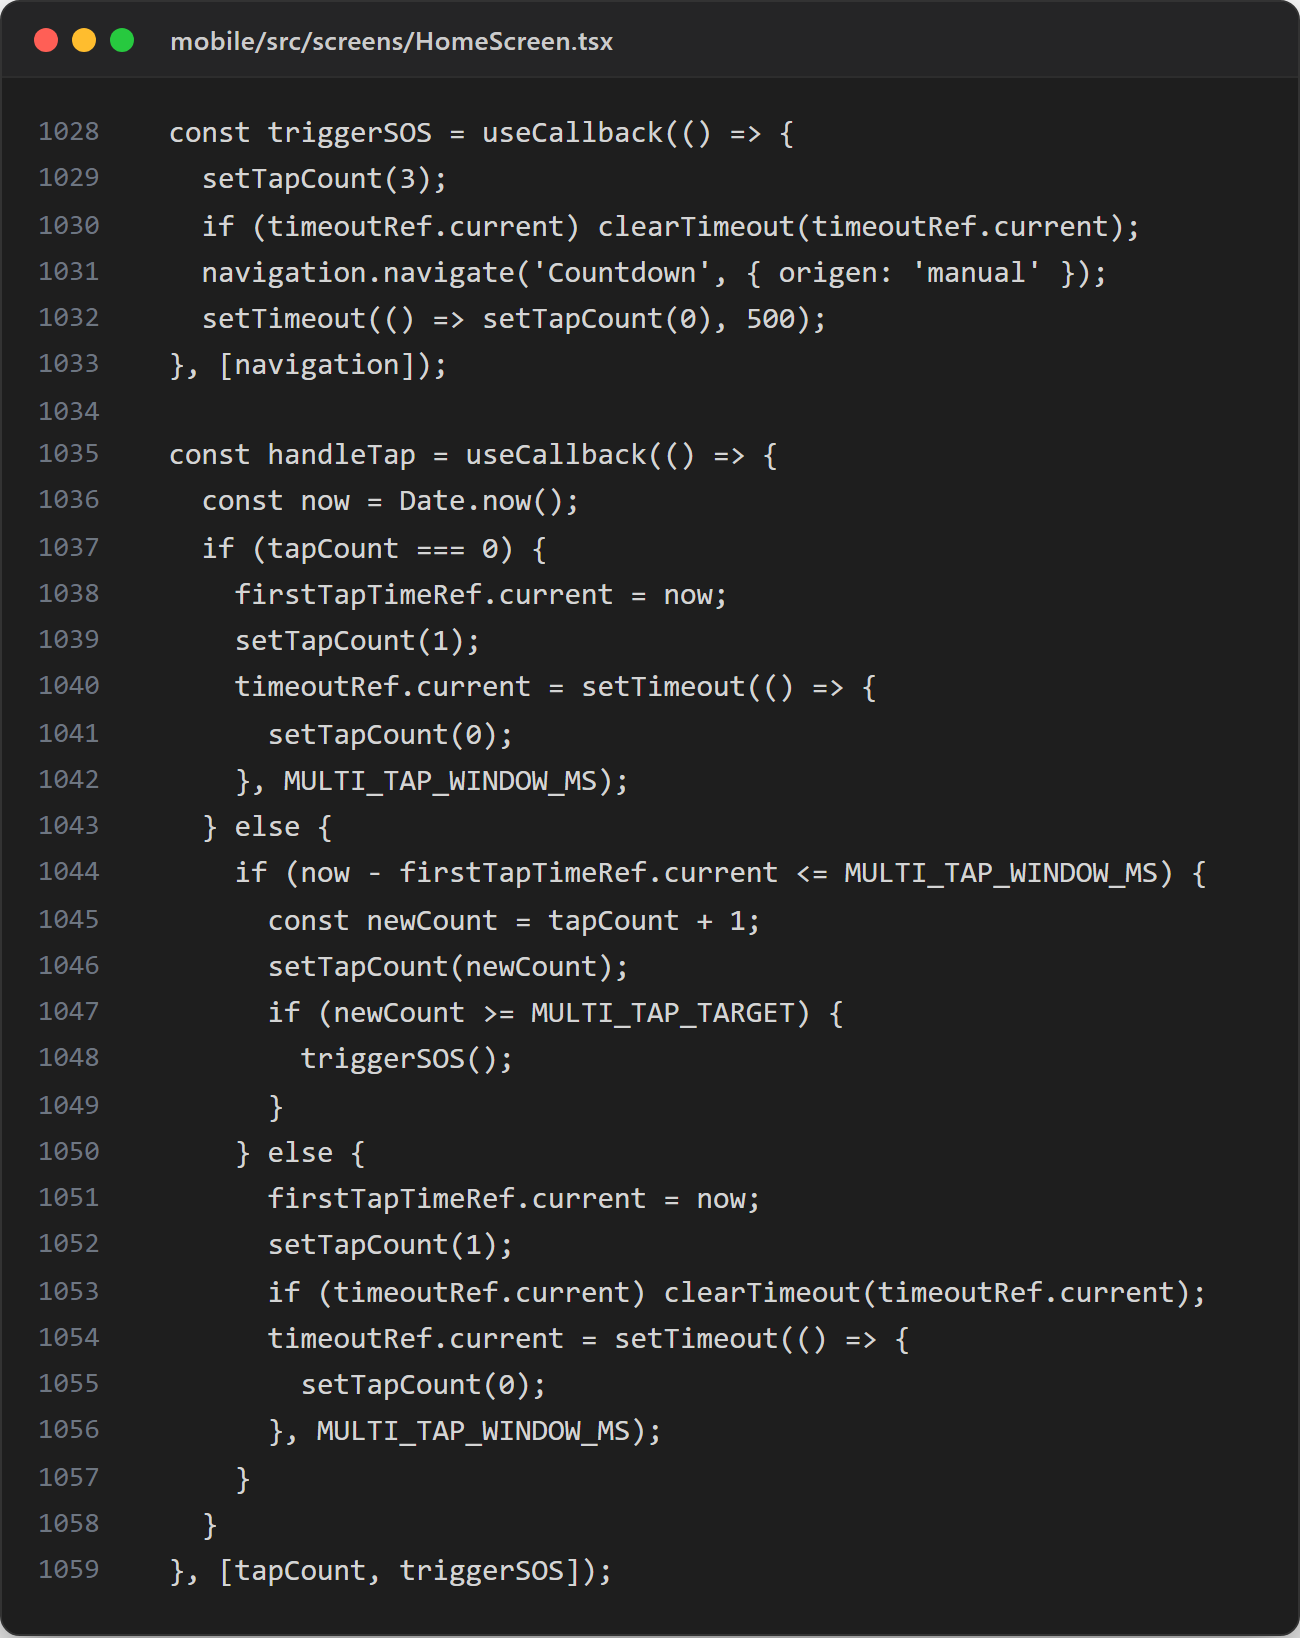 mobile/src/screens/HomeScreen.tsx
1028 const triggerSOS = useCallback(() => {
1029 setTapCount(3);
1030 if (timeoutRef.current) clearTimeout(timeoutRef.current);
1031 navigation.navigate('Countdown', { origen: 'manual' });
1032 setTimeout(() => setTapCount(0), 500);
1033 }, [navigation]);
1034
1035 const handleTap = useCallback(() => {
1036 const now = Date.now();
1037 if (tapCount === 0) {
1038 firstTapTimeRef.current = now;
1039 setTapCount(1);
1040 timeoutRef.current = setTimeout(() => {
1041 setTapCount(0);
1042 }, MULTI_TAP_WINDOW_MS);
1043 } else {
1044 if (now - firstTapTimeRef.current <= MULTI_TAP_WINDOW_MS) {
1045 const newCount = tapCount + 1;
1046 setTapCount(newCount);
1047 if (newCount >= MULTI_TAP_TARGET) {
1048 triggerSOS();
1049 }
1050 } else {
1051 firstTapTimeRef.current = now;
1052 setTapCount(1);
1053 if (timeoutRef.current) clearTimeout(timeoutRef.current);
1054 timeoutRef.current = setTimeout(() => {
1055 setTapCount(0);
1056 }, MULTI_TAP_WINDOW_MS);
1057 }
1058 }
1059 }, [tapCount, triggerSOS]);